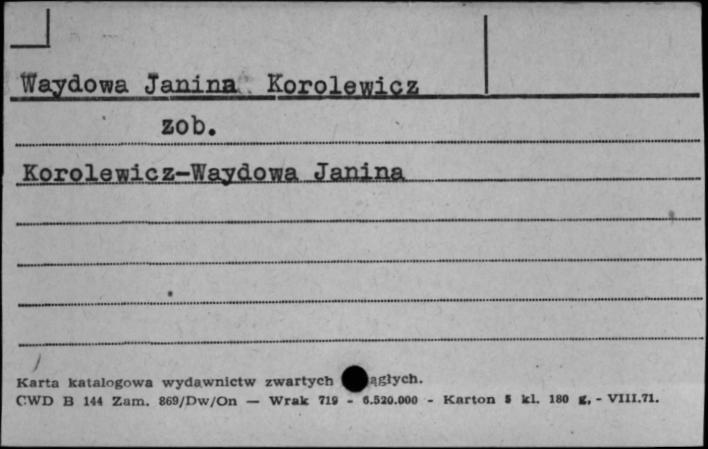 Waydowa Janina Korolewicz
zob.
Korolewicz-Waydowa Janina
Karta katalogowa wydawnictw zwartych
CWD B 144 Zam. 869/Dw/On — Wrak 719 - 6.520.000 - Karton 5 kl. 180 g, - VIII.71.